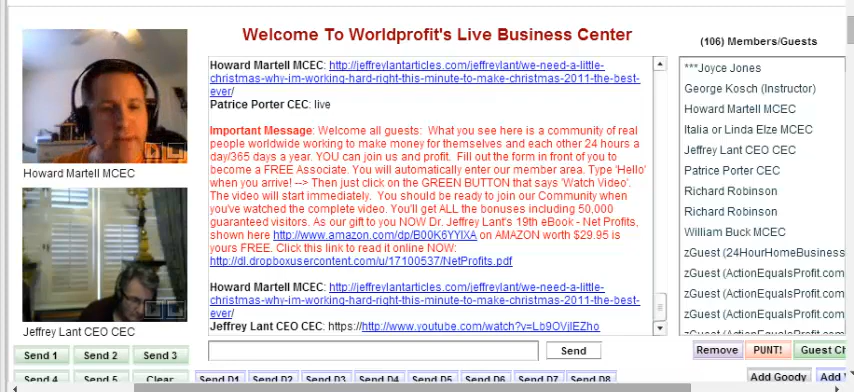 Welcome To Worldprofit's Live Business Center
(106) Members/Guests
Howard Martell MCEC
Jeffrey Lant CEO CEC
Howard Martell MCEC: http://jeffreylantarticles.com/jeffreylant/we-need-a-little-
christmas-why-im-working-hard-right-this-minute-to-make-christmas-2011-the-best-
ever/
Patrice Porter CEC: live
Important Message: Welcome all guests: What you see here is a community of real
people worldwide working to make money for themselves and each other 24 hours a
day/365 days a year. YOU can join us and profit. Fill out the form in front of you to
become a FREE Associate. You will automatically enter our member area. Type 'Hello'
when you arrive! --> Then just click on the GREEN BUTTON that says 'Watch Video'.
The video will start immediately. You should be ready to join our Community when
you've watched the complete video. You'll get ALL the bonuses including 50,000
guaranteed visitors. As our gift to you NOW Dr. Jeffrey Lant's 19th eBook - Net Profits,
shown here http://www.amazon.com/dp/B00K6YYIXA on AMAZON worth $29.95 is
yours FREE. Click this link to read it online NOW:
http://dl.dropboxusercontent.com/u/17100537/NetProfits.pdf
Howard Martell MCEC: http://jeffreylantarticles.com/jeffreylant/we-need-a-little-
christmas-why-im-working-hard-right-this-minute-to-make-christmas-2011-the-best-
ever/
Jeffrey Lant CEO CEC: https://http://www.youtube.com/watch?v=Lb9OVjlEZho
***Joyce Jones
George Kosch (Instructor)
Howard Martell MCEC
Italia or Linda Elze MCEC
Jeffrey Lant CEO CEC
Patrice Porter CEC
Richard Robinson
Richard Robinson
William Buck MCEC
zGuest (24HourHomeBusiness
zGuest (ActionEqualsProfit.com
zGuest (ActionEqualsProfit.com
zGuest (ActionEqualsProfit.com
zGuest (ActionEqualsProfit.com
Send 1 Send 2 Send 3
Send
Remove PUNT! Guest Ch
Send 4 Send 5 Clear
Send D1 Send D2 Send D3 Send D4 Send D5 Send D6 Send D7 Send D8
Add Goody Add